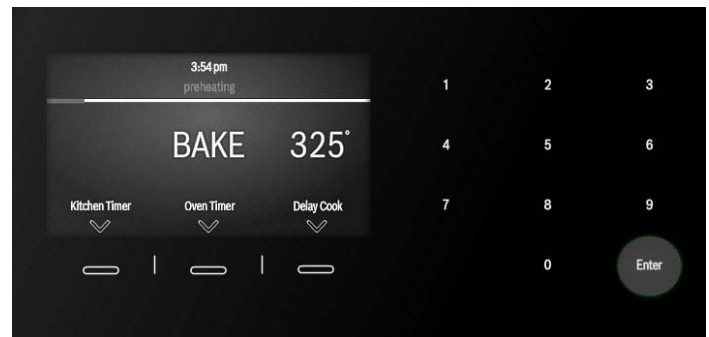 3:54 pm
preheating
BAKE 325°
Kitchen Timer Oven Timer Delay Cook
1 2 3
4 5 6
7 8 9
0 Enter